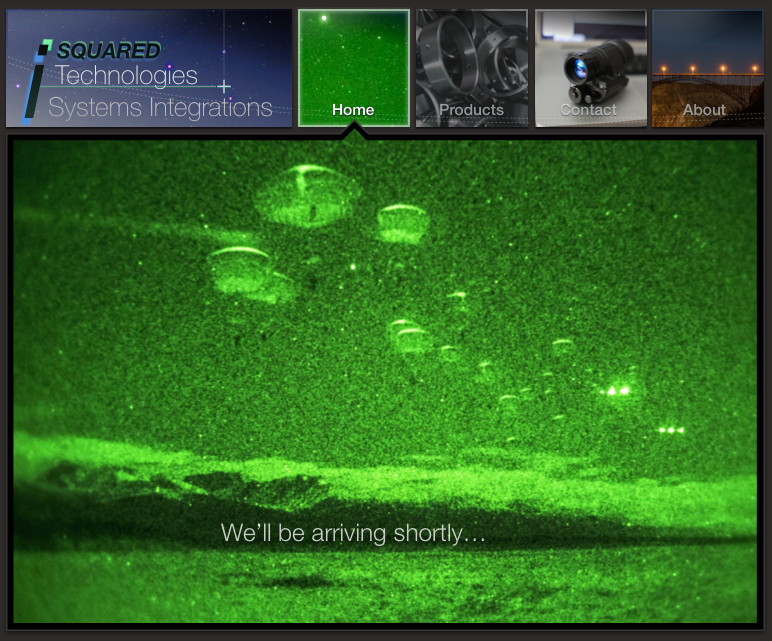 i SQUARED
Technologies
Systems Integrations
Home
Products
Contact
About
We'll be arriving shortly…